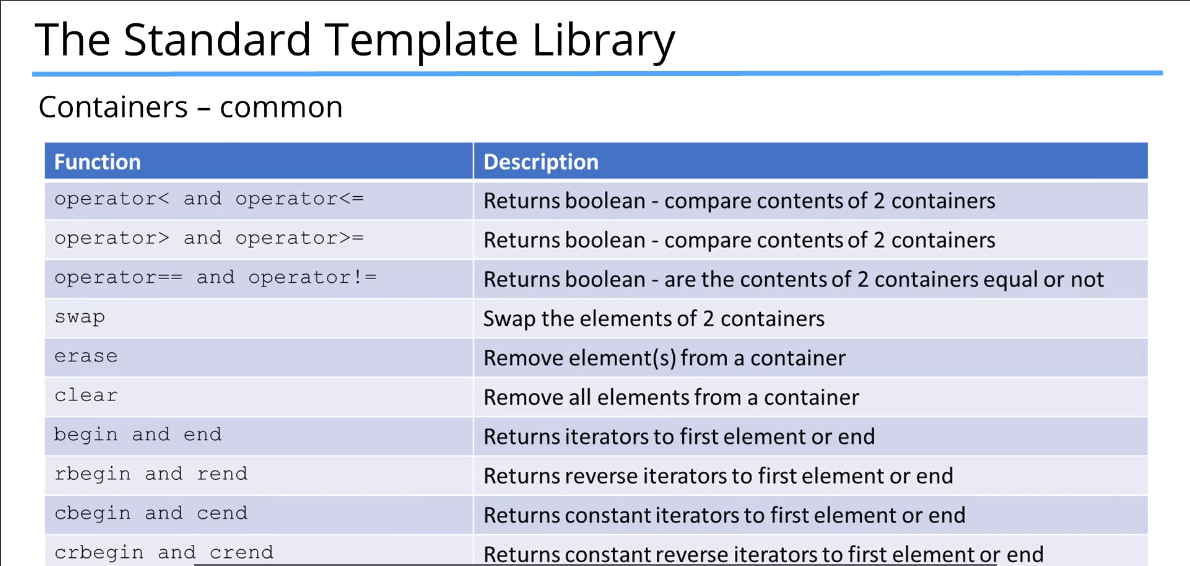 The Standard Template Library
Containers – common
Function Description
operator< and operator<= Returns boolean - compare contents of 2 containers
operator> and operator>= Returns boolean - compare contents of 2 containers
operator== and operator!= Returns boolean - are the contents of 2 containers equal or not
swap Swap the elements of 2 containers
erase Remove element(s) from a container
clear Remove all elements from a container
begin and end Returns iterators to first element or end
rbegin and rend Returns reverse iterators to first element or end
cbegin and cend Returns constant iterators to first element or end
crbegin and crend Returns constant reverse iterators to first element or end